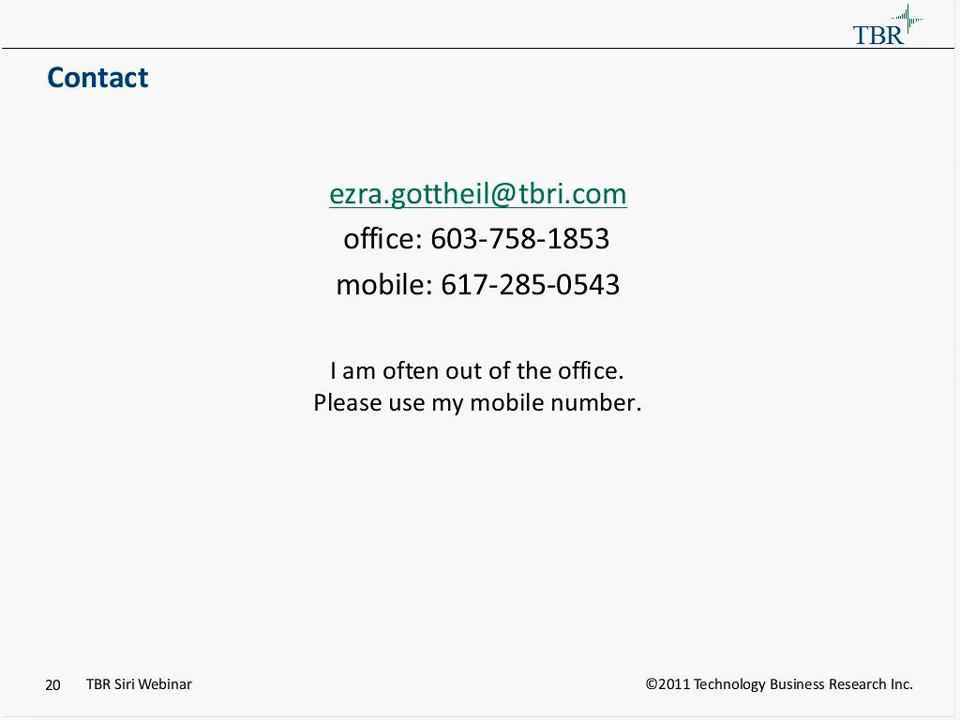 TBR
Contact
ezra.gottheil@tbri.com
office: 603-758-1853
mobile: 617-285-0543
I am often out of the office.
Please use my mobile number.
20 TBR Siri Webinar ©2011 Technology Business Research Inc.